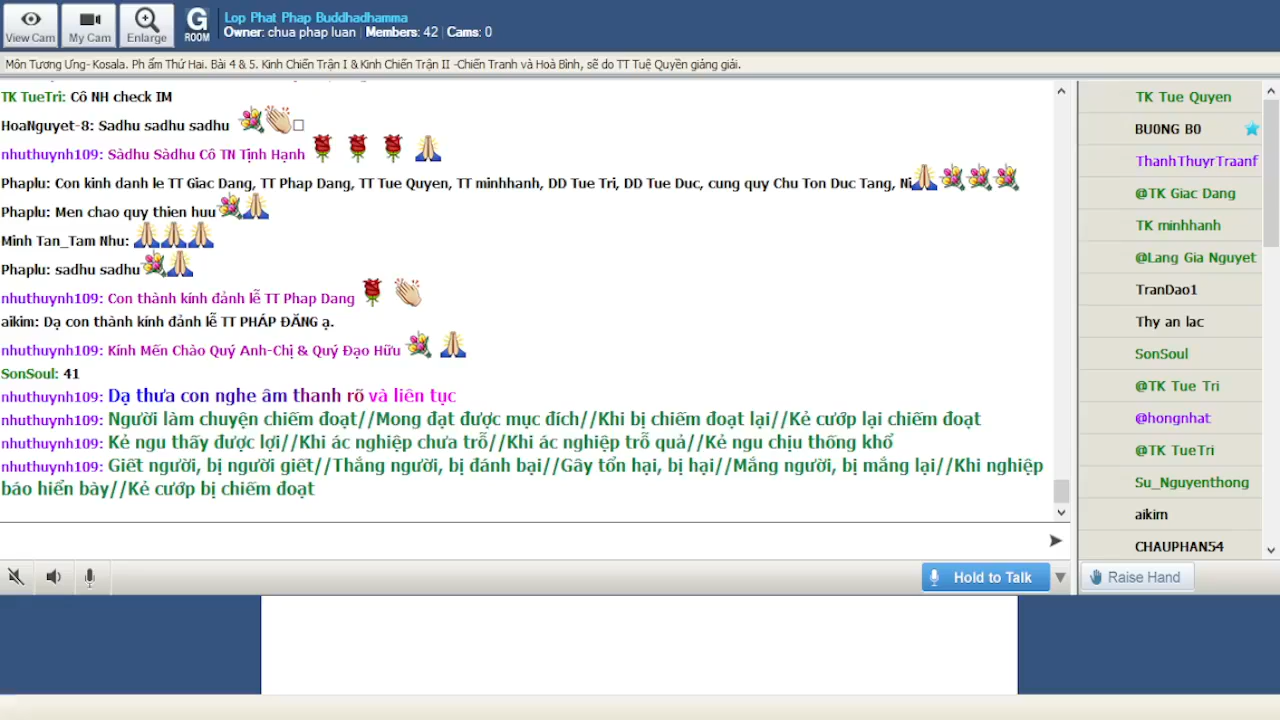 View Cam
My Cam
Enlarge
G
ROOM
Lop Phat Phap Buddhadhamma
Owner: chua phap luan Members: 42 Cams: 0
Môn Tương Ưng- Kosala. Ph ẩm Thứ Hai. Bài 4 & 5. Kinh Chiến Trận I & Kinh Chiến Trận II -Chiến Tranh và Hoà Bình, sẽ do TT Tuệ Quyền giảng giải.
TK TueTri: Cô NH check IM
HoaNguyet-8: Sadhu sadhu sadhu
nhuthuynh109: Sàdhu Sàdhu Cô TN Tịnh Hạnh
Phaplu: Con kinh danh le TT Giac Dang, TT Phap Dang, TT Tue Quyen, TT minhhanh, DD Tue Tri, DD Tue Duc, cung quy Chu Ton Duc Tang, Ni
Phaplu: Men chao quy thien huu
Minh Tan_Tam Nhu:
Phaplu: sadhu sadhu
nhuthuynh109: Con thành kính đảnh lễ TT Phap Dang
aikim: Dạ con thành kính đảnh lễ TT PHÁP ĐĂNG ạ.
nhuthuynh109: Kính Mến Chào Quý Anh-Chị & Quý Đạo Hữu
SonSoul: 41
nhuthuynh109: Dạ thưa con nghe âm thanh rõ và liên tục
nhuthuynh109: Người làm chuyện chiếm đoạt//Mong đạt được mục đích//Khi bị chiếm đoạt lại//Kẻ cướp lại chiếm đoạt
nhuthuynh109: Kẻ ngu thấy được lợi//Khi ác nghiệp chưa trỗ//Khi ác nghiệp trỗ quả//Kẻ ngu chịu thống khổ
nhuthuynh109: Giết người, bị người giết//Thắng người, bị đánh bại//Gây tổn hại, bị hại//Mắng người, bị mắng lại//Khi nghiệp
báo hiển bày//Kẻ cướp bị chiếm đoạt
Hold to Talk
TK Tue Quyen
BU0NG B0
ThanhThuyrTraanf
@TK Giac Dang
TK minhhanh
@Lang Gia Nguyet
TranDao1
Thy an lac
SonSoul
@TK Tue Tri
@hongnhat
@TK TueTri
Su_Nguyenthong
aikim
CHAUPHAN54
Raise Hand